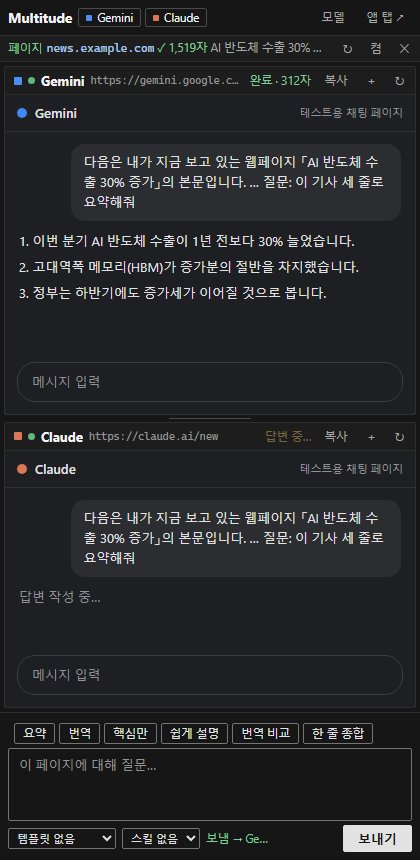 Multitude Gemini Claude 모델 앱 탭 ↗
페이지 news.example.com ✓ 1,519자 AI 반도체 수출 30% ... ↻ 켬 ×
Gemini https://gemini.google.c... 완료 · 312자 복사 + ↻
Gemini 테스트용 채팅 페이지
다음은 내가 지금 보고 있는 웹페이지 「AI 반도체 수
출 30% 증가」의 본문입니다. ... 질문: 이 기사 세 줄로
요약해줘
1. 이번 분기 AI 반도체 수출이 1년 전보다 30% 늘었습니다.
2. 고대역폭 메모리(HBM)가 증가분의 절반을 차지했습니다.
3. 정부는 하반기에도 증가세가 이어질 것으로 봅니다.
메시지 입력
Claude https://claude.ai/new 답변 중... 복사 + ↻
Claude 테스트용 채팅 페이지
다음은 내가 지금 보고 있는 웹페이지 「AI 반도체 수
출 30% 증가」의 본문입니다. ... 질문: 이 기사 세 줄로
요약해줘
답변 작성 중...
메시지 입력
요약 번역 핵심만 쉽게 설명 번역 비교 한 줄 종합
이 페이지에 대해 질문...
템플릿 없음 스킬 없음 보냄 → Ge... 보내기